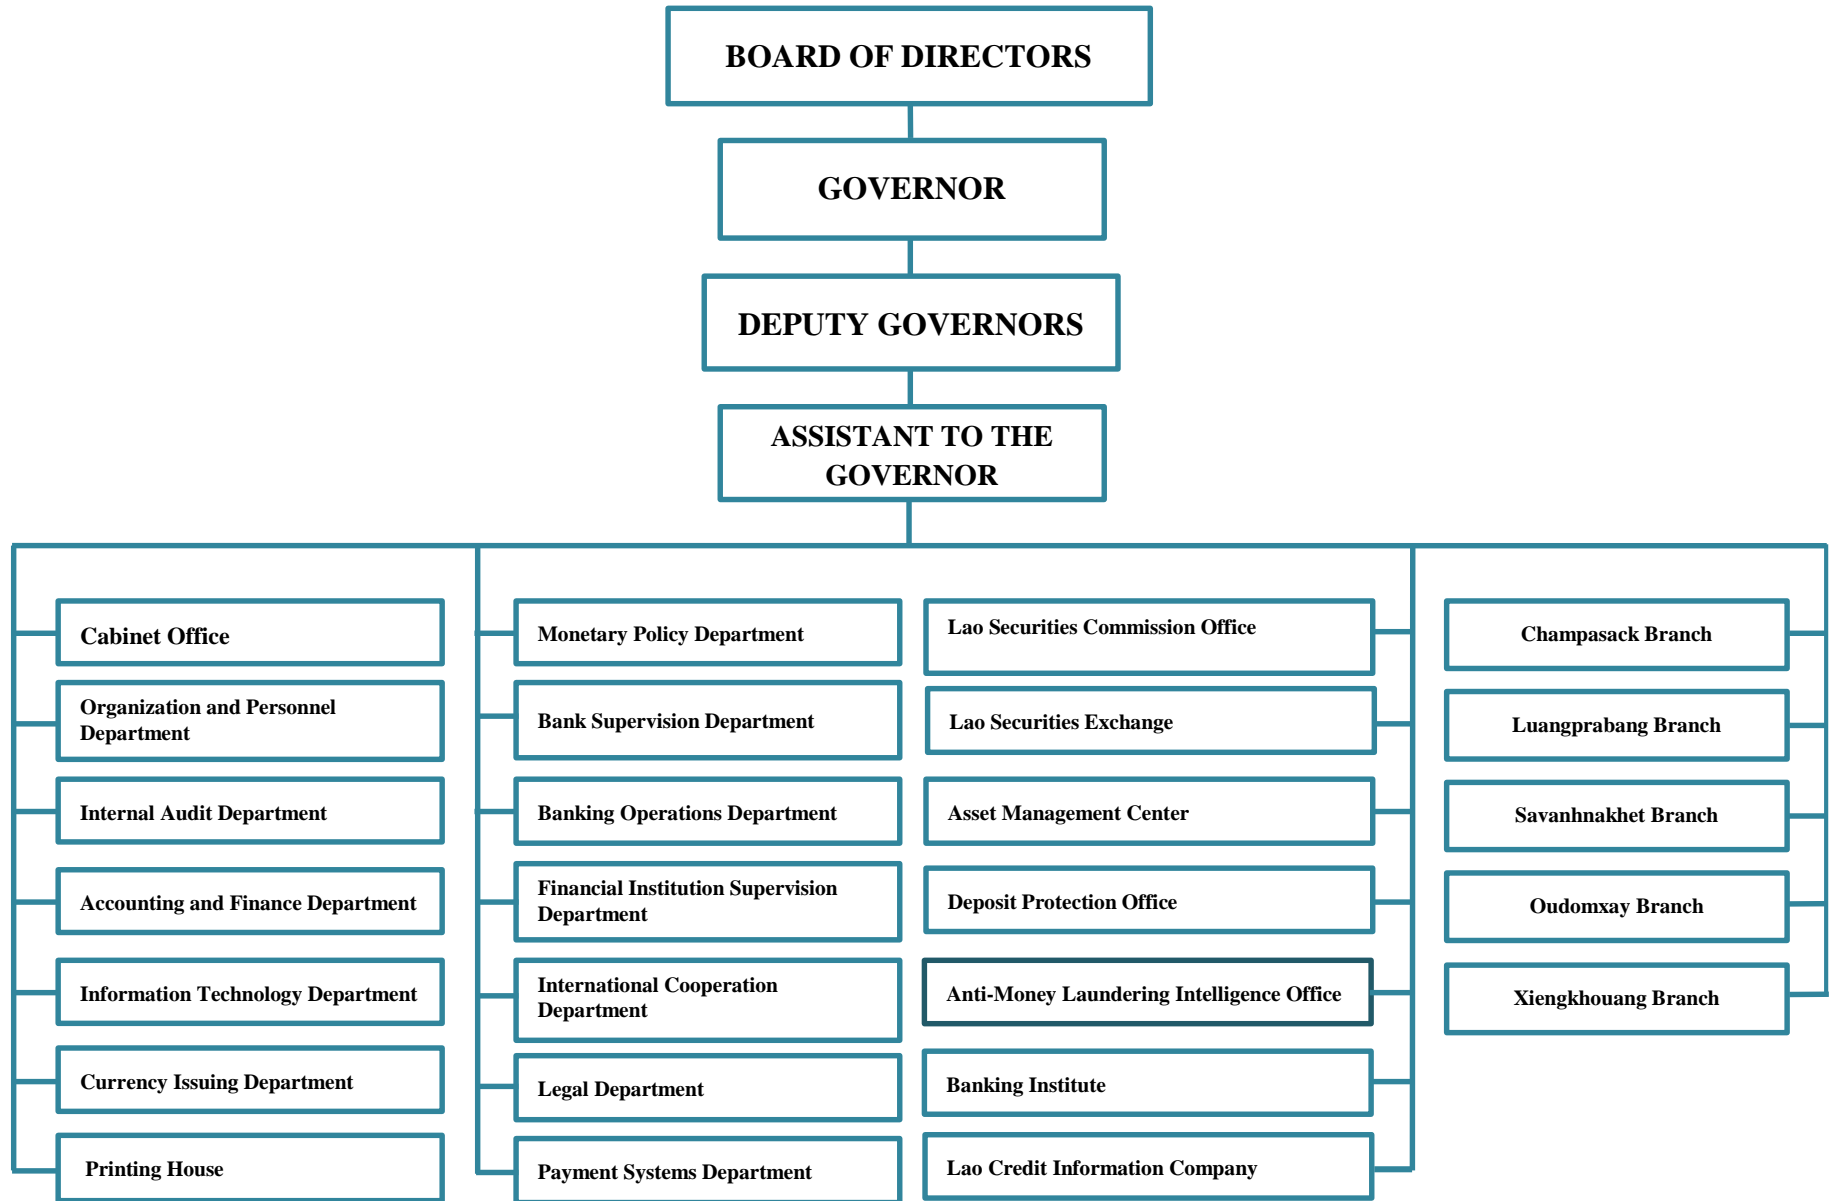 BOARD OF DIRECTORS
GOVERNOR
DEPUTY GOVERNORS
ASSISTANT TO THE
GOVERNOR
Cabinet Office
Organization and Personnel
Department
Internal Audit Department
Accounting and Finance Department
Information Technology Department
Currency Issuing Department
Printing House
Monetary Policy Department
Bank Supervision Department
Banking Operations Department
Financial Institution Supervision
Department
International Cooperation
Department
Legal Department
Payment Systems Department
Lao Securities Commission Office
Lao Securities Exchange
Asset Management Center
Deposit Protection Office
Anti-Money Laundering Intelligence Office
Banking Institute
Lao Credit Information Company
Champasack Branch
Luangprabang Branch
Savanhnakhet Branch
Oudomxay Branch
Xiengkhouang Branch